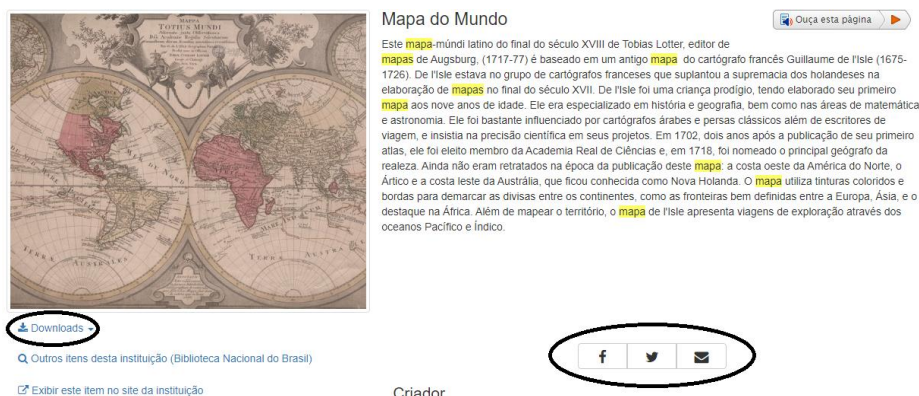 MAPPA
TOTIUS MUNDI
Mapa do Mundo
Ouça esta página
Este mapa-múndi latino do final do século XVIII de Tobias Lotter, editor de
mapas de Augsburg, (1717-77) é baseado em um antigo mapa do cartógrafo francês Guillaume de l'Isle (1675-
1726). De l'Isle estava no grupo de cartógrafos franceses que suplantou a supremacia dos holandeses na
elaboração de mapas no final do século XVII. De l'Isle foi uma criança prodígio, tendo elaborado seu primeiro
mapa aos nove anos de idade. Ele era especializado em história e geografia, bem como nas áreas de matemática
e astronomia. Ele foi bastante influenciado por cartógrafos árabes e persas clássicos além de escritores de
viagem, e insistia na precisão científica em seus projetos. Em 1702, dois anos após a publicação de seu primeiro
atlas, ele foi eleito membro da Academia Real de Ciências e, em 1718, foi nomeado o principal geógrafo da
realeza. Ainda não eram retratados na época da publicação deste mapa: a costa oeste da América do Norte, o
Ártico e a costa leste da Austrália, que ficou conhecida como Nova Holanda. O mapa utiliza tinturas coloridos e
bordas para demarcar as divisas entre os continentes, como as fronteiras bem definidas entre a Europa, Ásia, e o
destaque na África. Além de mapear o território, o mapa de l'Isle apresenta viagens de exploração através dos
oceanos Pacífico e Índico.
Downloads
Outros itens desta instituição (Biblioteca Nacional do Brasil)
Exibir este item no site da instituição
Criador